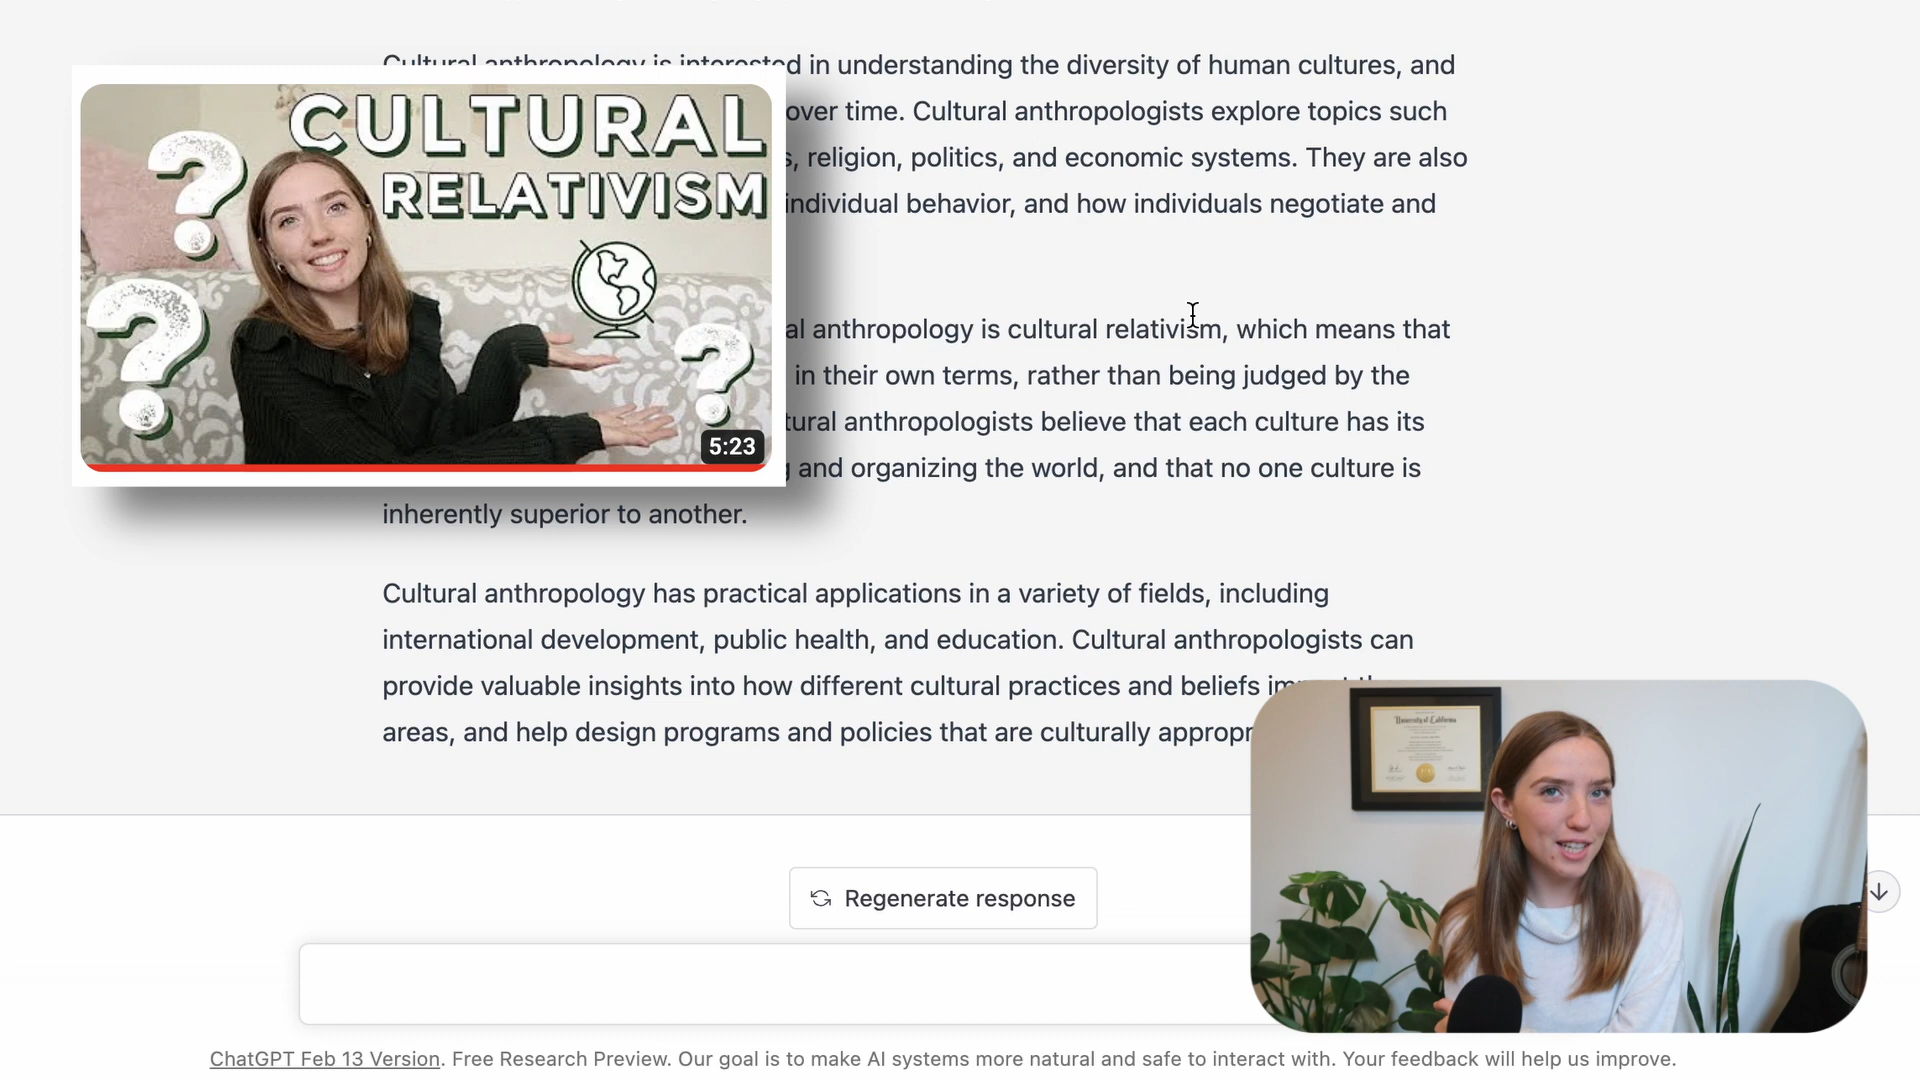 Cultural anthropology is interested in understanding the diversity of human cultures, and
over time. Cultural anthropologists explore topics such
religion, politics, and economic systems. They are also
individual behavior, and how individuals negotiate and
anthropology is cultural relativism, which means that
in their own terms, rather than being judged by the
anthropologists believe that each culture has its
and organizing the world, and that no one culture is
inherently superior to another.
CULTURAL
RELATIVISM
? ? ?
5:23
Cultural anthropology has practical applications in a variety of fields, including
international development, public health, and education. Cultural anthropologists can
provide valuable insights into how different cultural practices and beliefs
areas, and help design programs and policies that are culturally
University of California
Regenerate response
ChatGPT Feb 13 Version. Free Research Preview. Our goal is to make AI systems more natural and safe to interact with. Your feedback will help us improve.